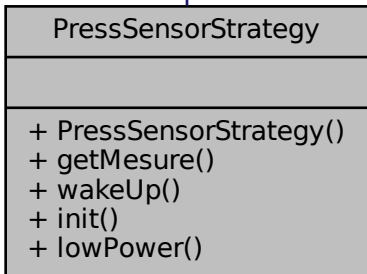 PressSensorStrategy
+ PressSensorStrategy()
+ getMesure()
+ wakeUp()
+ init()
+ lowPower()